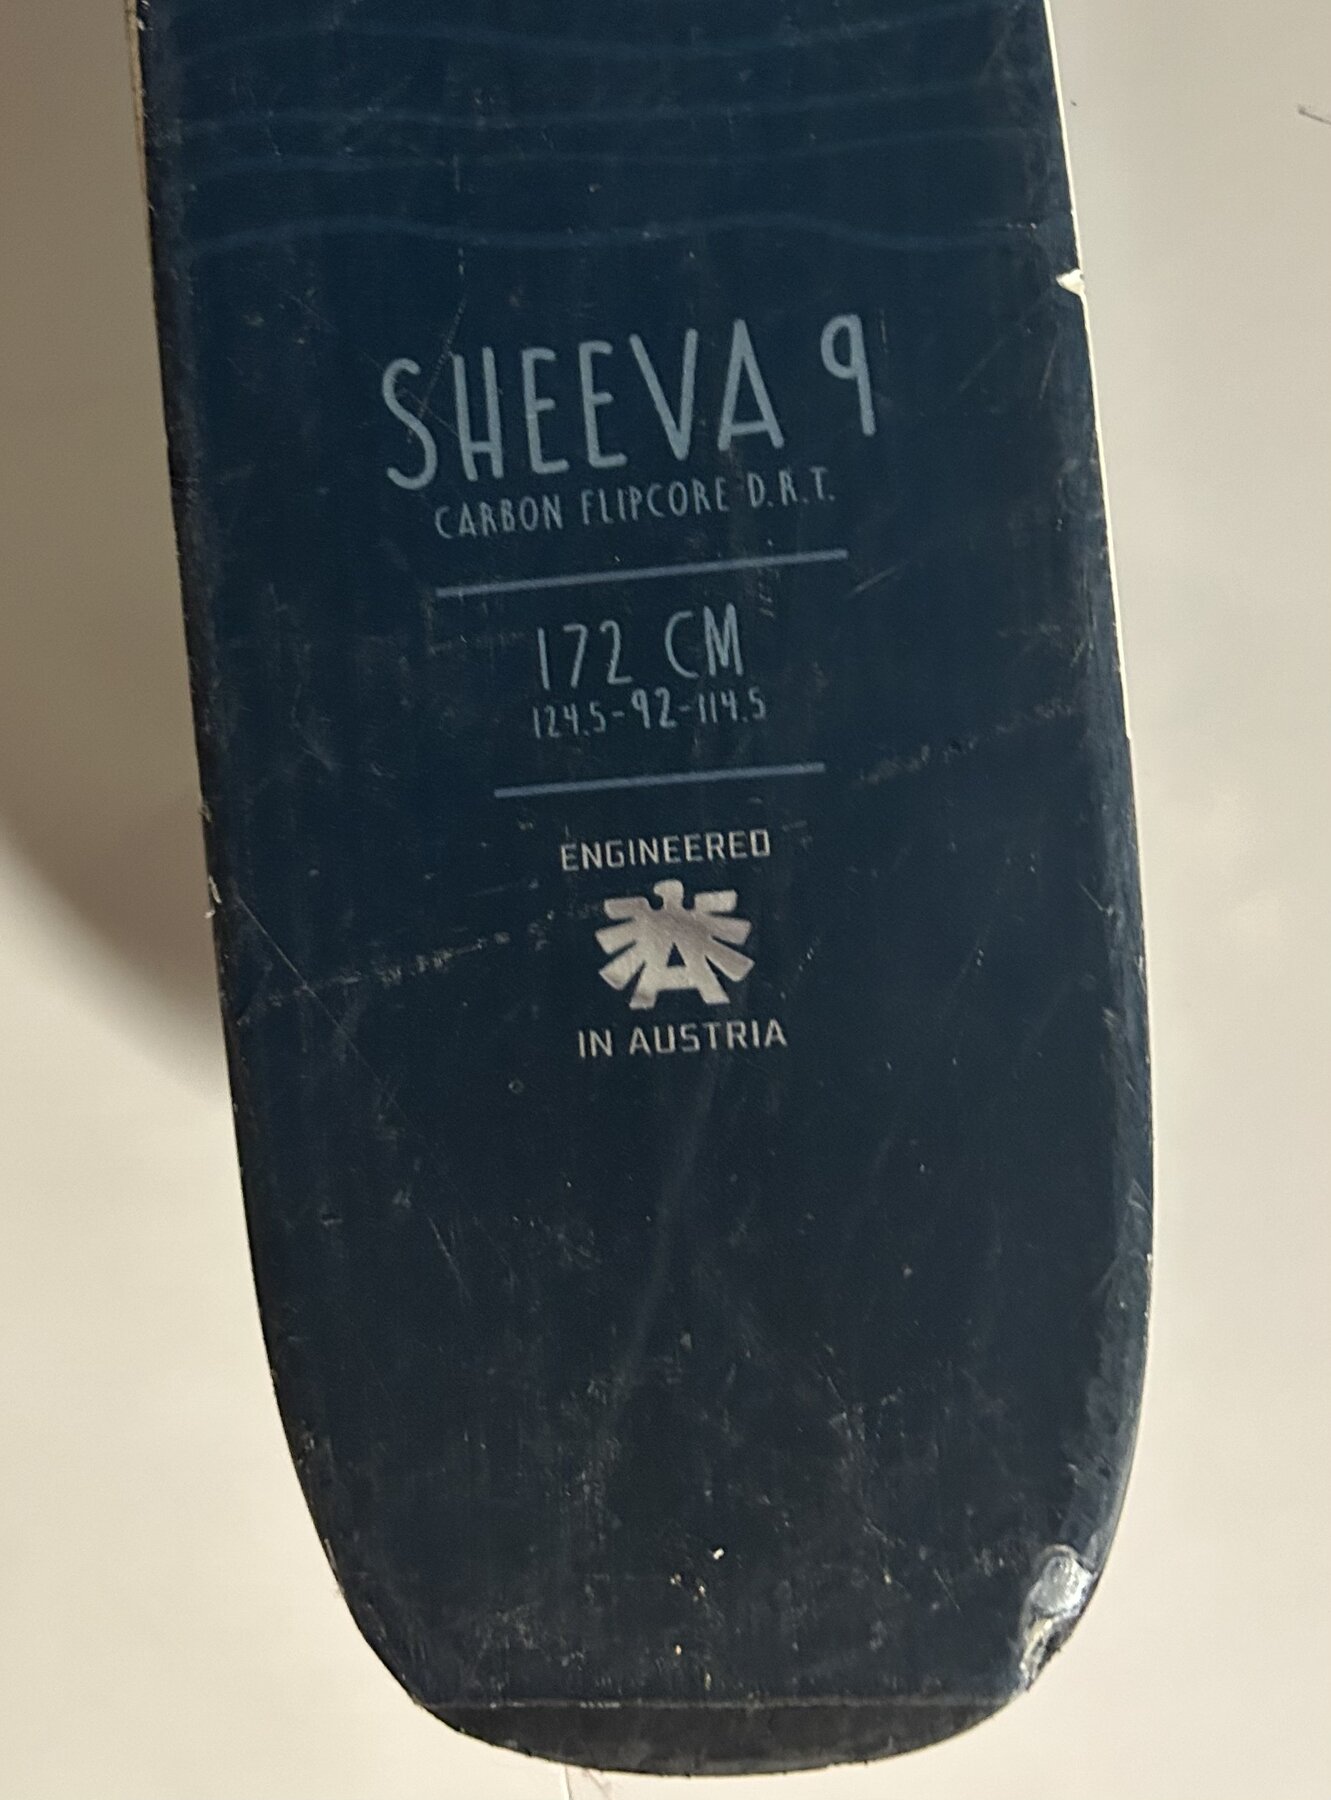 SHEEVA 9
CARBON FLIPCORE D.R.T.
172 CM
124.5-92-114.5
ENGINEERED
A
IN AUSTRIA